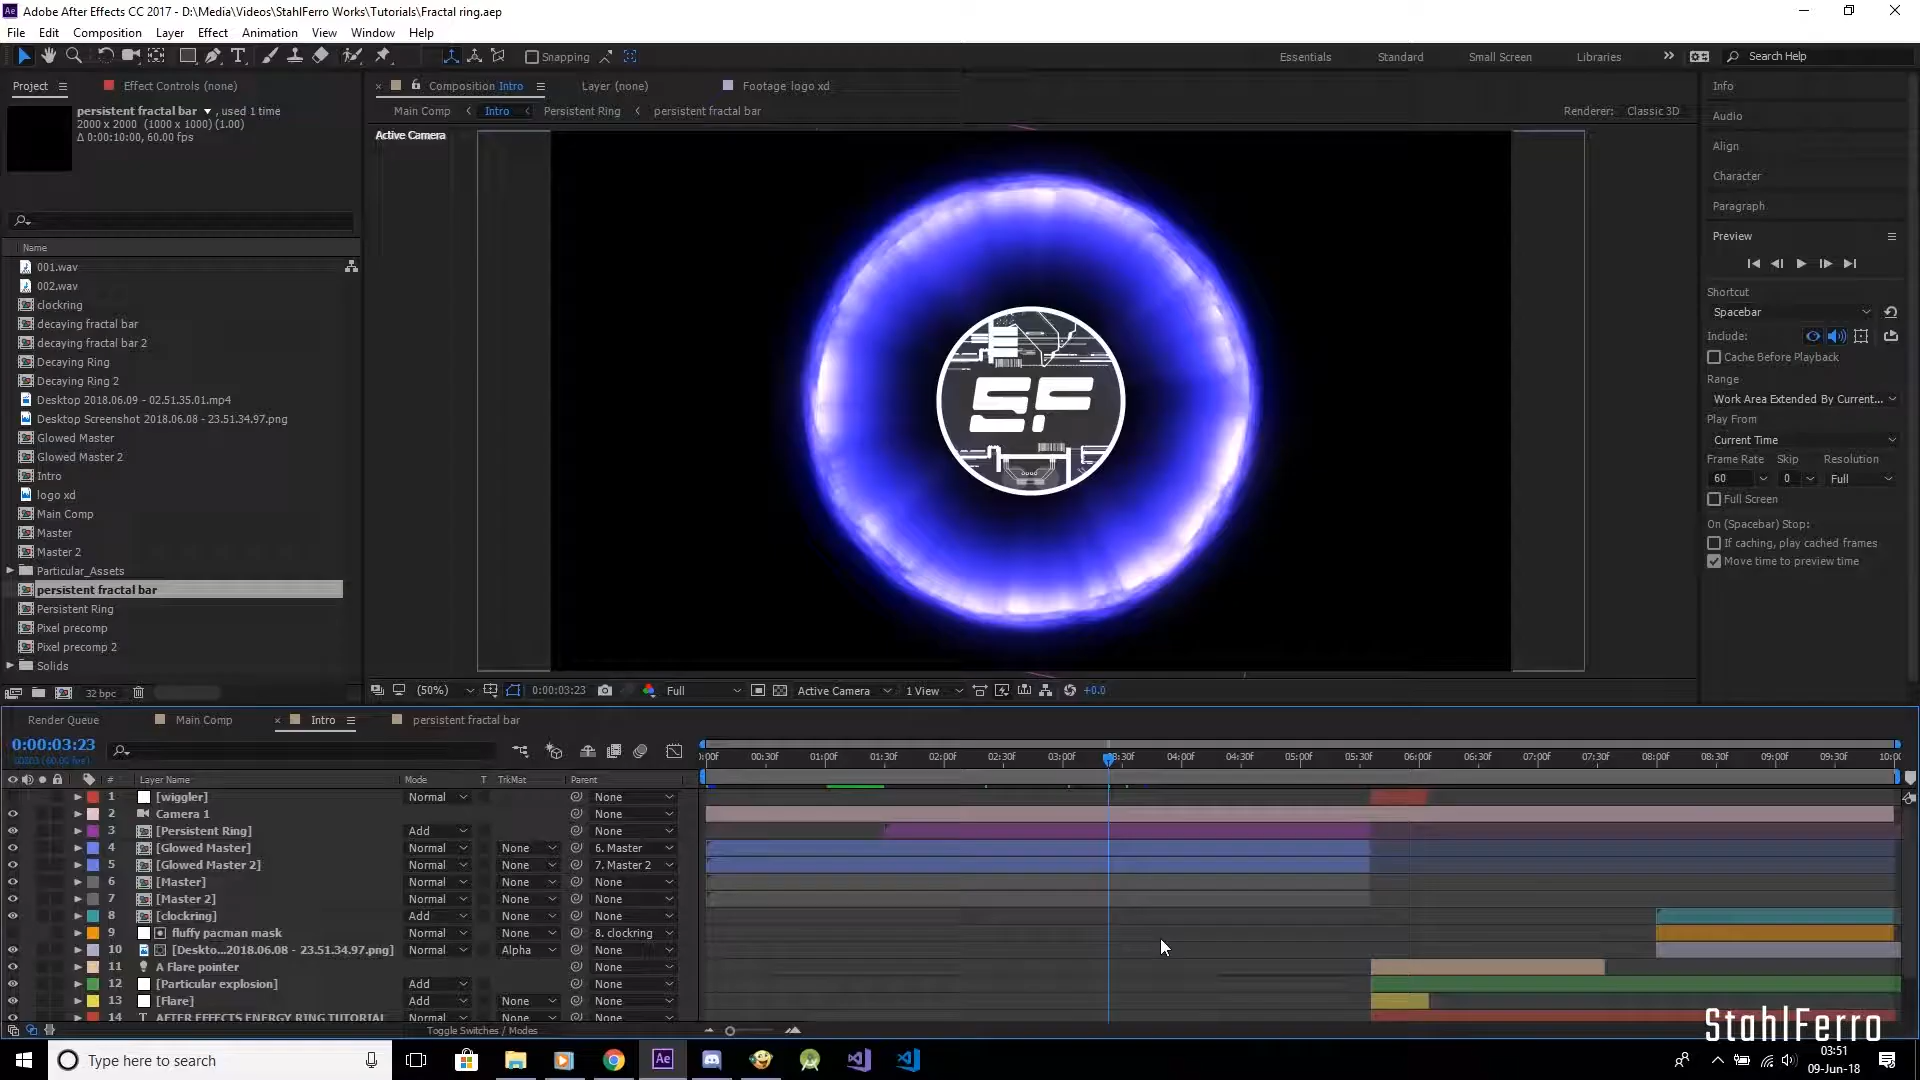 Adobe After Effects CC 2017 - D:\Media\Videos\StahlFerro Works\Tutorials\Fractal ring.aep
File Edit Composition Layer Effect Animation View Window Help
Snapping Essentials Standard Small Screen Libraries Search Help
Project Effect Controls (none) Composition Intro Layer (none) Footage logo xd
persistent fractal bar , used 1 time
2000 x 2000 (1000 x 1000) (1.00)
Δ 0:00:10:00, 60.00 fps
Main Comp Intro Persistent Ring persistent fractal bar Renderer: Classic 3D
Active Camera
SF
Name
001.wav
002.wav
clockring
decaying fractal bar
decaying fractal bar 2
Decaying Ring
Decaying Ring 2
Desktop 2018.06.09 - 02.51.35.01.mp4
Desktop Screenshot 2018.06.08 - 23.51.34.97.png
Glowed Master
Glowed Master 2
Intro
logo xd
Main Comp
Master
Master 2
Particular_Assets
persistent fractal bar
Persistent Ring
Pixel precomp
Pixel precomp 2
Solids
32 bpc
Info
Audio
Align
Character
Paragraph
Preview
Shortcut
Spacebar
Include:
Cache Before Playback
Range
Work Area Extended By Current...
Play From
Current Time
Frame Rate Skip Resolution
60 0 Full
Full Screen
On (Spacebar) Stop:
If caching, play cached frames
Move time to preview time
(50%) 0:00:03:23 Full Active Camera 1 View +0.0
Render Queue Main Comp Intro persistent fractal bar
0:00:03:23
00:30f 01:00f 01:30f 02:00f 02:30f 03:00f 04:00f 04:30f 05:00f 05:30f 06:00f 06:30f 07:00f 07:30f 08:00f 08:30f 09:00f 09:30f
# Layer Name Mode T TrkMat Parent
1 [wiggler] Normal None
2 Camera 1 None
3 [Persistent Ring] Add None
4 [Glowed Master] Normal None 6. Master
5 [Glowed Master 2] Normal None 7. Master 2
6 [Master] Normal None None
7 [Master 2] Normal None None
8 [clockring] Add None None
9 fluffy pacman mask Normal None 8. clockring
10 [Deskto...2018.06.08 - 23.51.34.97.png] Normal Alpha None
11 A Flare pointer None
12 [Particular explosion] Add None
13 [Flare] Add None None
14 T AFTER EFFECTS ENERGY RING TUTORIAL Normal None None
Toggle Switches / Modes
StahlFerro
Type here to search
Ae
03:51
09-Jun-18